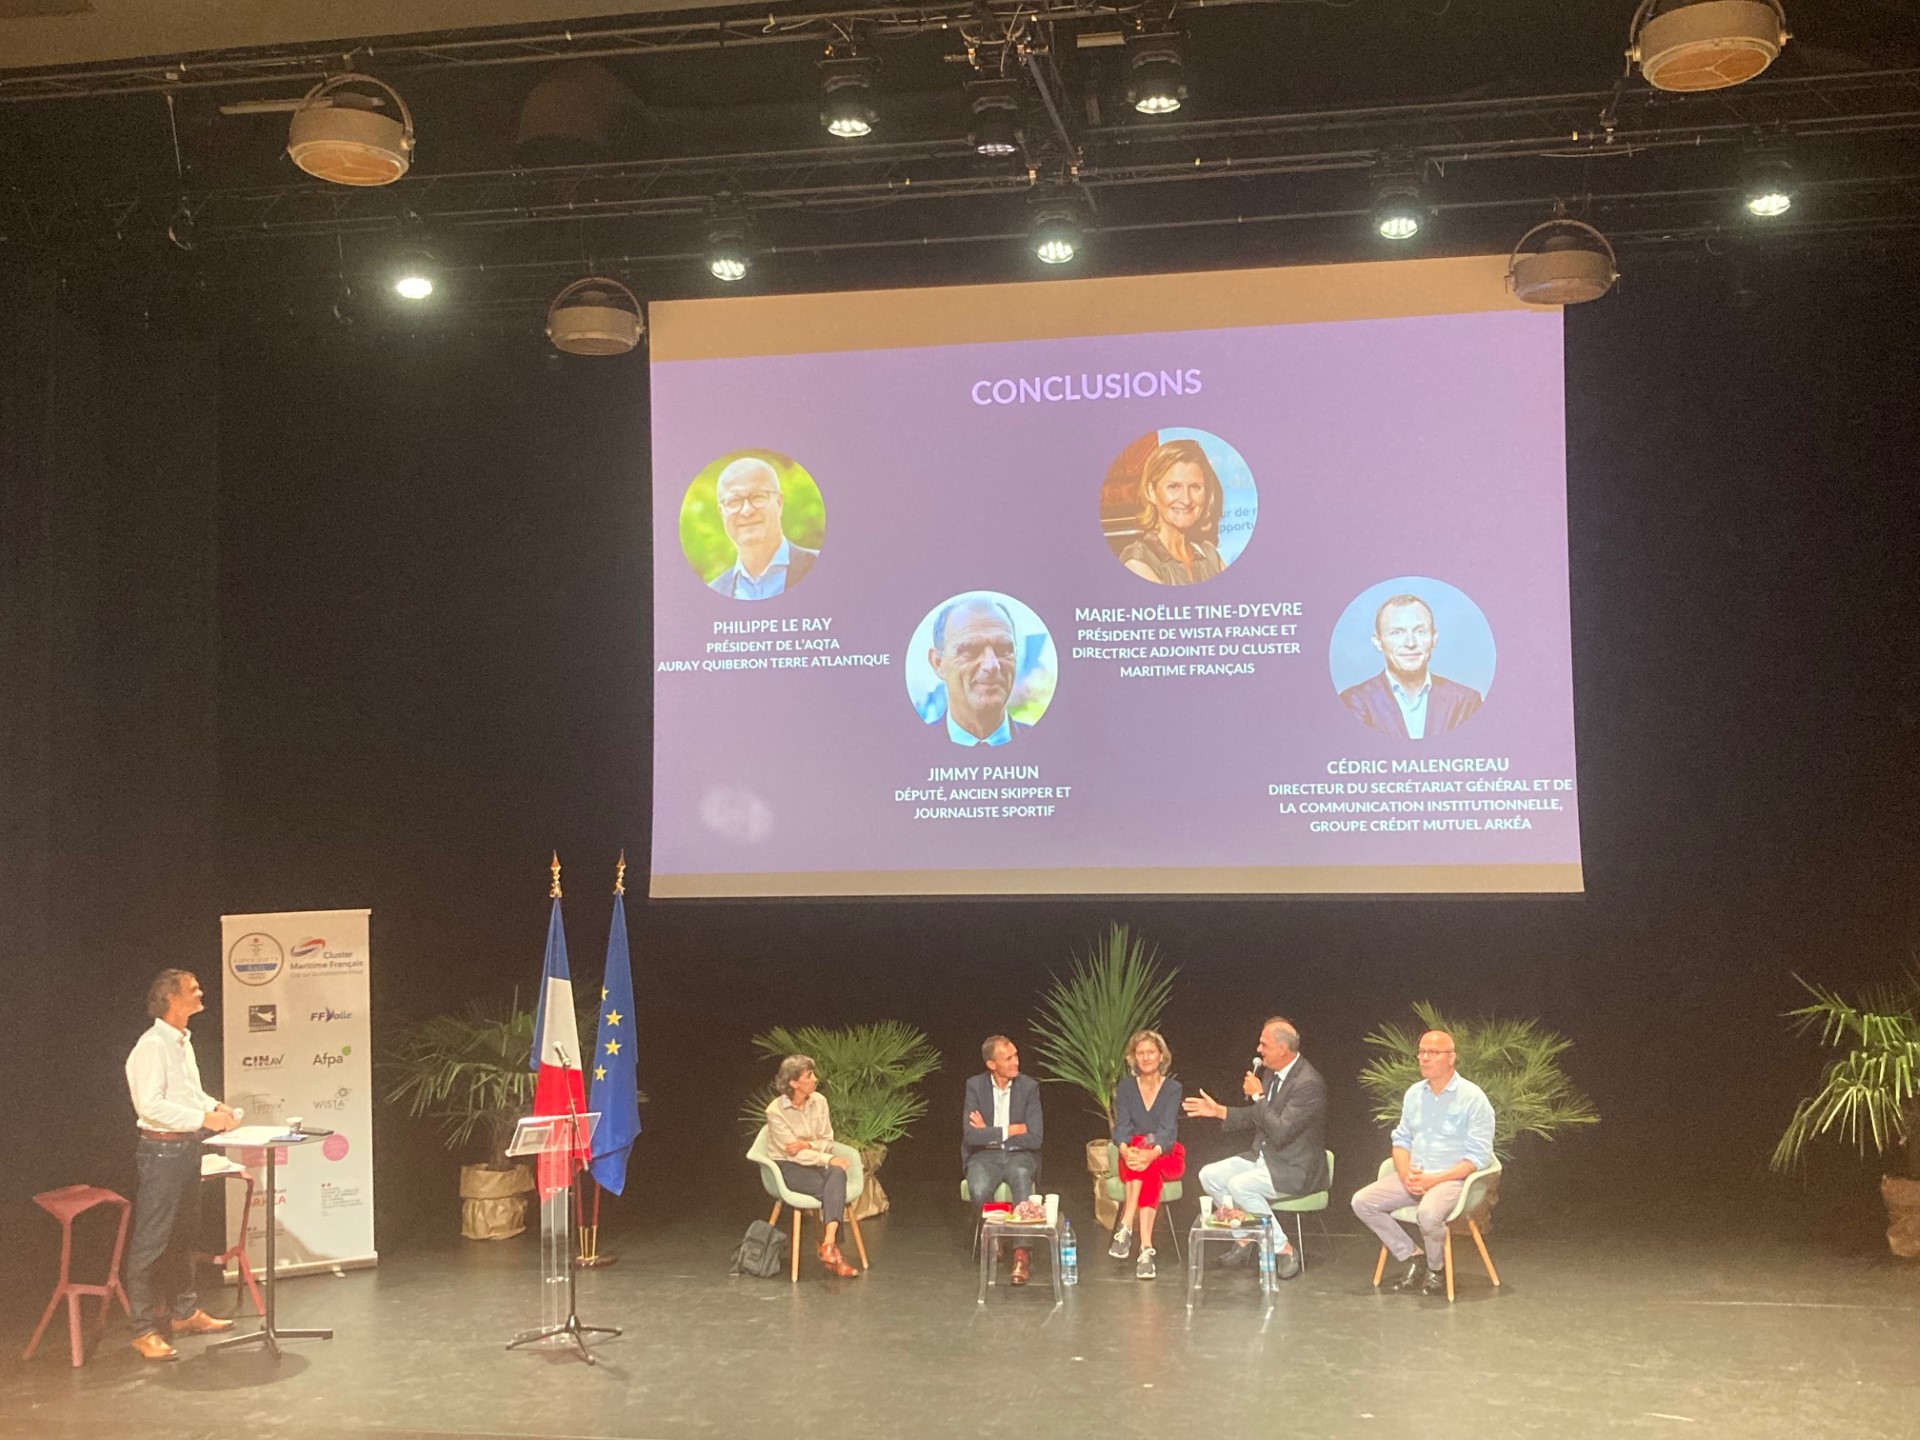 CONCLUSIONS
PHILIPPE LE RAY
PRÉSIDENT DE L'AQTA
AURAY QUIBERON TERRE ATLANTIQUE
JIMMY PAHUN
DÉPUTÉ, ANCIEN SKIPPER ET
JOURNALISTE SPORTIF
MARIE-NOËLLE TINE-DYEVRE
PRÉSIDENTE DE WISTA FRANCE ET
DIRECTRICE ADJOINTE DU CLUSTER
MARITIME FRANÇAIS
CÉDRIC MALENGREAU
DIRECTEUR DU SECRÉTARIAT GÉNÉRAL ET DE
LA COMMUNICATION INSTITUTIONNELLE,
GROUPE CRÉDIT MUTUEL ARKÉA
Cluster
Maritime Français
FFVoile
CINAV
Afpa
WISTA